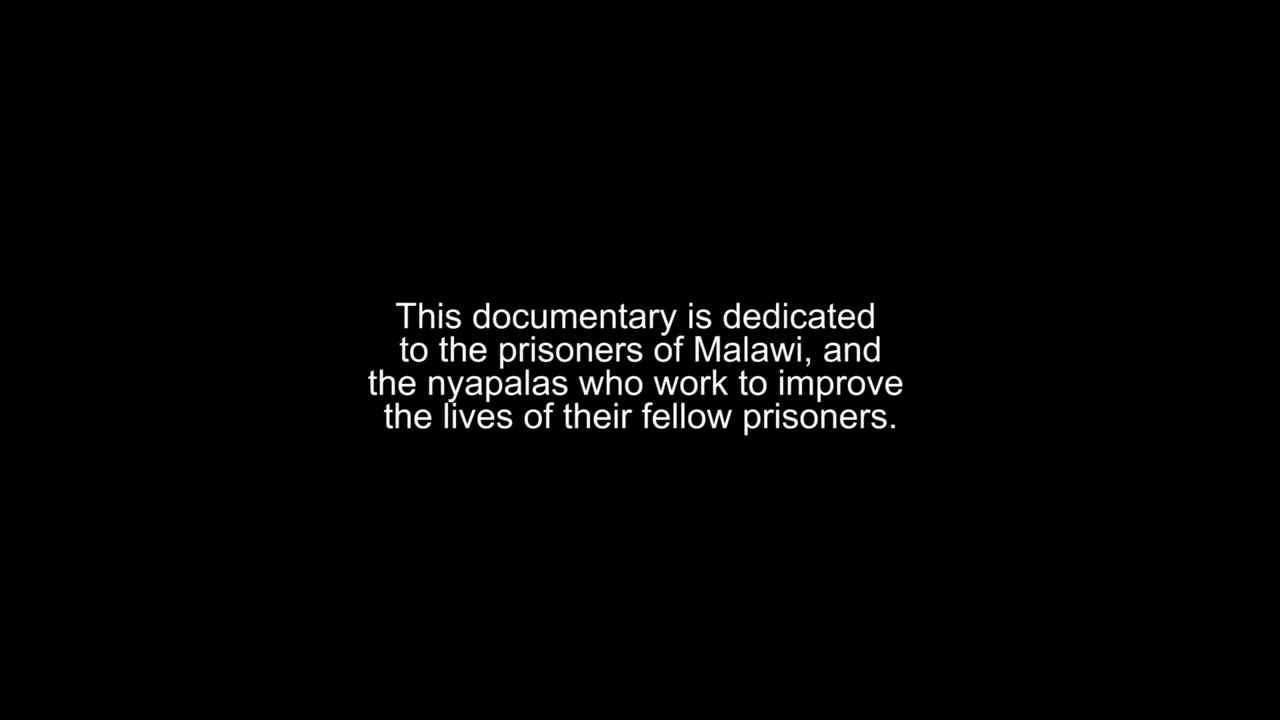 This documentary is dedicated
to the prisoners of Malawi, and
the nyapalas who work to improve
the lives of their fellow prisoners.